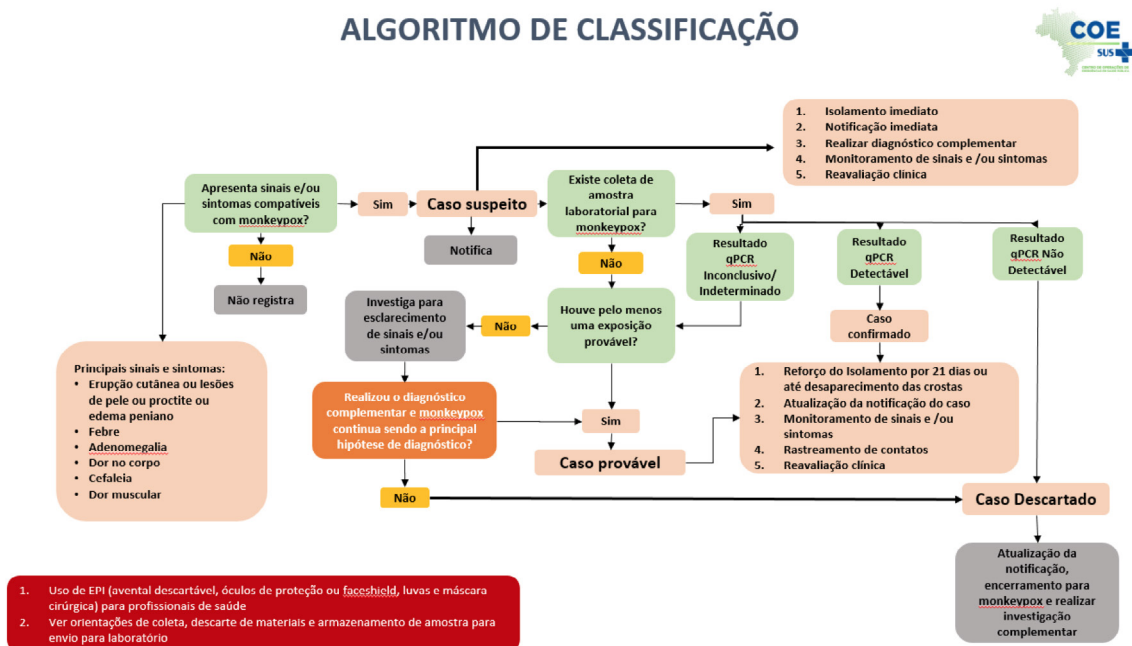 ALGORITMO DE CLASSIFICAÇÃO
COE
SUS
1. Isolamento imediato
2. Notificação imediata
3. Realizar diagnóstico complementar
4. Monitoramento de sinais e /ou sintomas
5. Reavaliação clínica
Apresenta sinais e/ou
sintomas compatíveis
com monkeypox?
Sim
Caso suspeito
Existe coleta de
amostra
laboratorial para
monkeypox?
Sim
Não
Notifica
Não
Não registra
Resultado
qPCR
Inconclusivo/
Indeterminado
Resultado
qPCR
Detectável
Resultado
qPCR Não
Detectável
Investiga para
esclarecimento
de sinais e/ou
sintomas
Não
Houve pelo menos
uma exposição
provável?
Caso
confirmado
Principais sinais e sintomas:
• Erupção cutânea ou lesões
de pele ou proctite ou
edema peniano
• Febre
• Adenomegalia
• Dor no corpo
• Cefaleia
• Dor muscular
Realizou o diagnóstico
complementar e monkeypox
continua sendo a principal
hipótese de diagnóstico?
Sim
Caso provável
1. Reforço do Isolamento por 21 dias ou
até desaparecimento das crostas
2. Atualização da notificação do caso
3. Monitoramento de sinais e /ou
sintomas
4. Rastreamento de contatos
5. Reavaliação clínica
Não
Caso Descartado
Atualização da
notificação,
encerramento para
monkeypox e realizar
investigação
complementar
1. Uso de EPI (avental descartável, óculos de proteção ou faceshield, luvas e máscara
cirúrgica) para profissionais de saúde
2. Ver orientações de coleta, descarte de materiais e armazenamento de amostra para
envio para laboratório